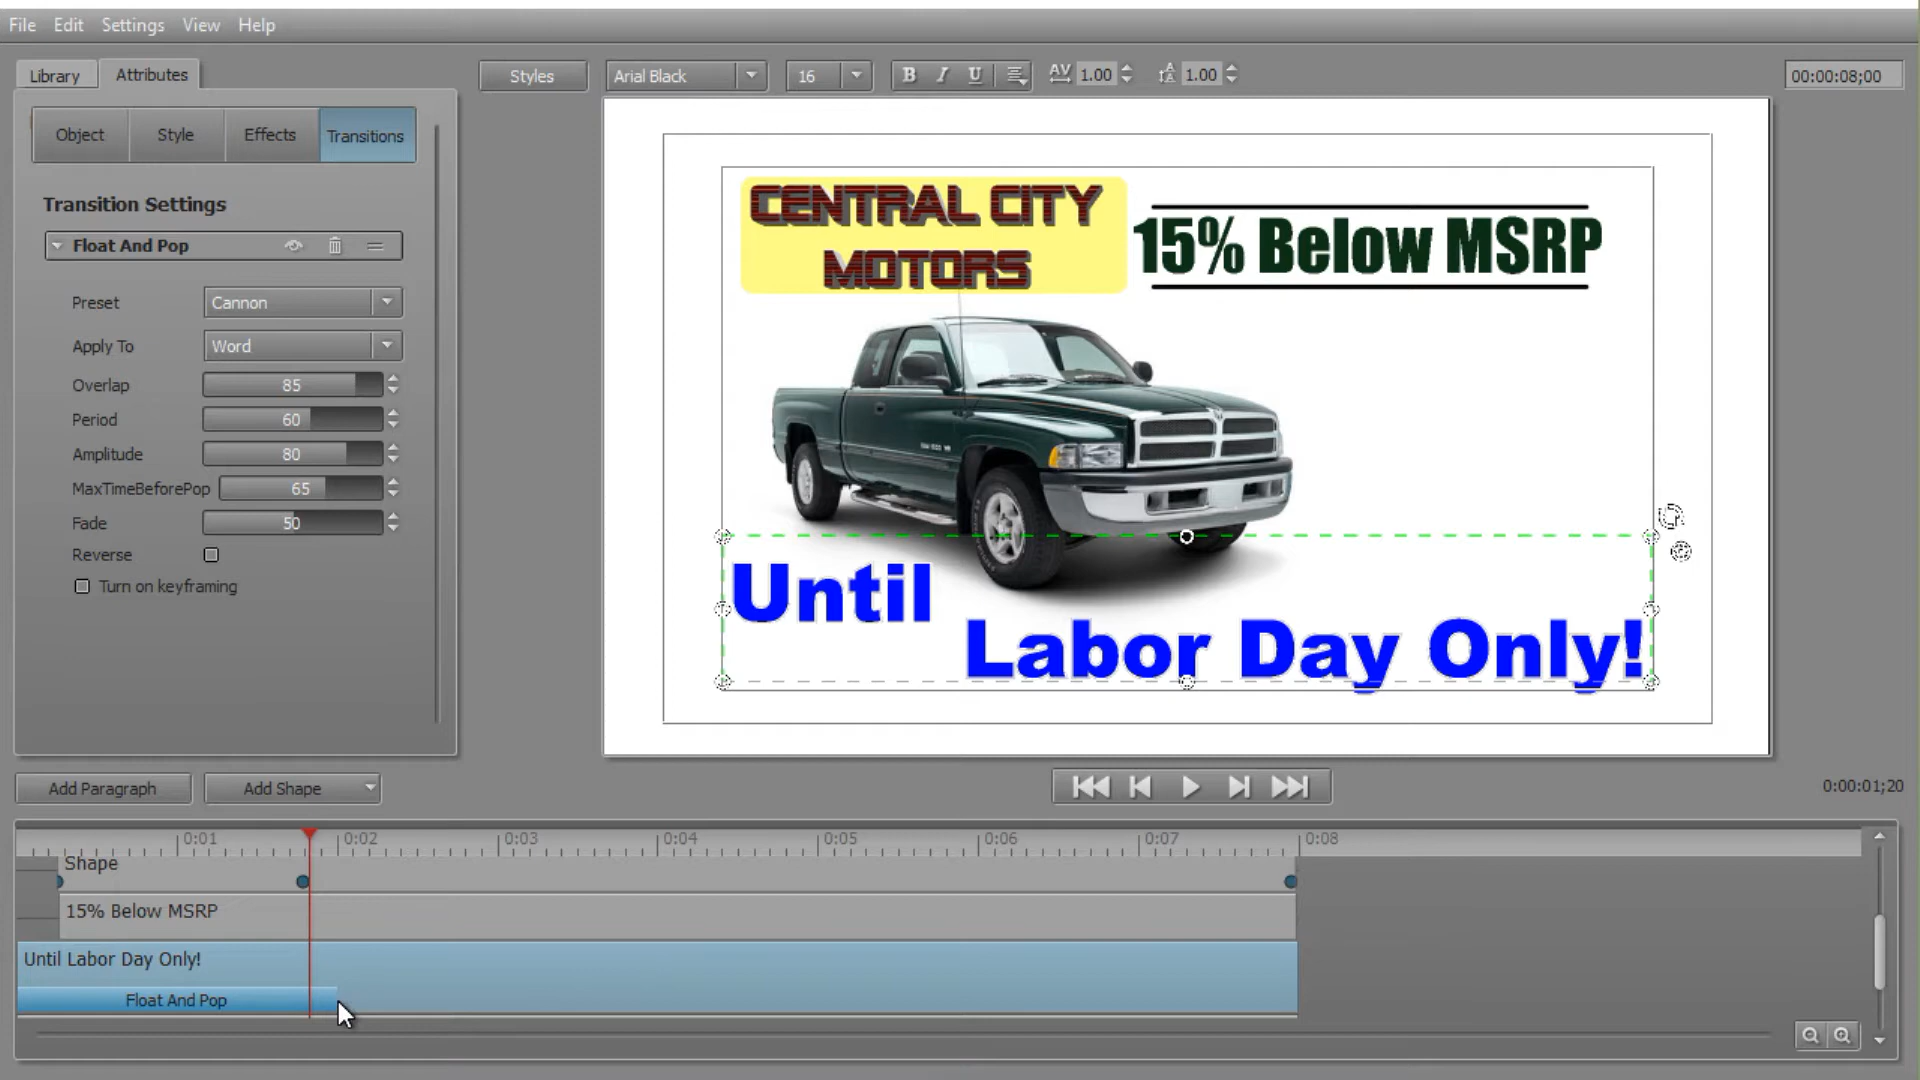 File Edit Settings View Help
Library Attributes
Styles Arial Black 16 B I U AV 1.00 A 1.00 00:00:08;00
Object Style Effects Transitions
Transition Settings
Float And Pop
Preset Cannon
Apply To Word
Overlap 85
Period 60
Amplitude 80
MaxTimeBeforePop 65
Fade 50
Reverse
Turn on keyframing
CENTRAL CITY
MOTORS
15% Below MSRP
Until
Labor Day Only!
Add Paragraph Add Shape 0:00:01;20
0:01 0:02 0:03 0:04 0:05 0:06 0:07 0:08
Shape
15% Below MSRP
Until Labor Day Only!
Float And Pop